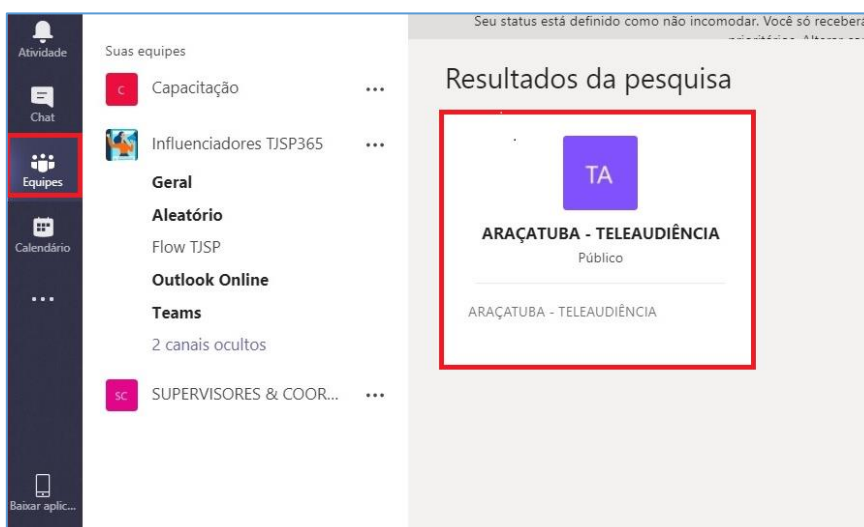 Atividade
Chat
Equipes
Calendário
Baixar aplic...
Suas equipes
C
Capacitação
Influenciadores TJSP365
Geral
Aleatório
Flow TJSP
Outlook Online
Teams
2 canais ocultos
SC
SUPERVISORES & COOR...
Seu status está definido como não incomodar. Você só receberá
Resultados da pesquisa
TA
ARAÇATUBA - TELEAUDIÊNCIA
Público
ARAÇATUBA - TELEAUDIÊNCIA